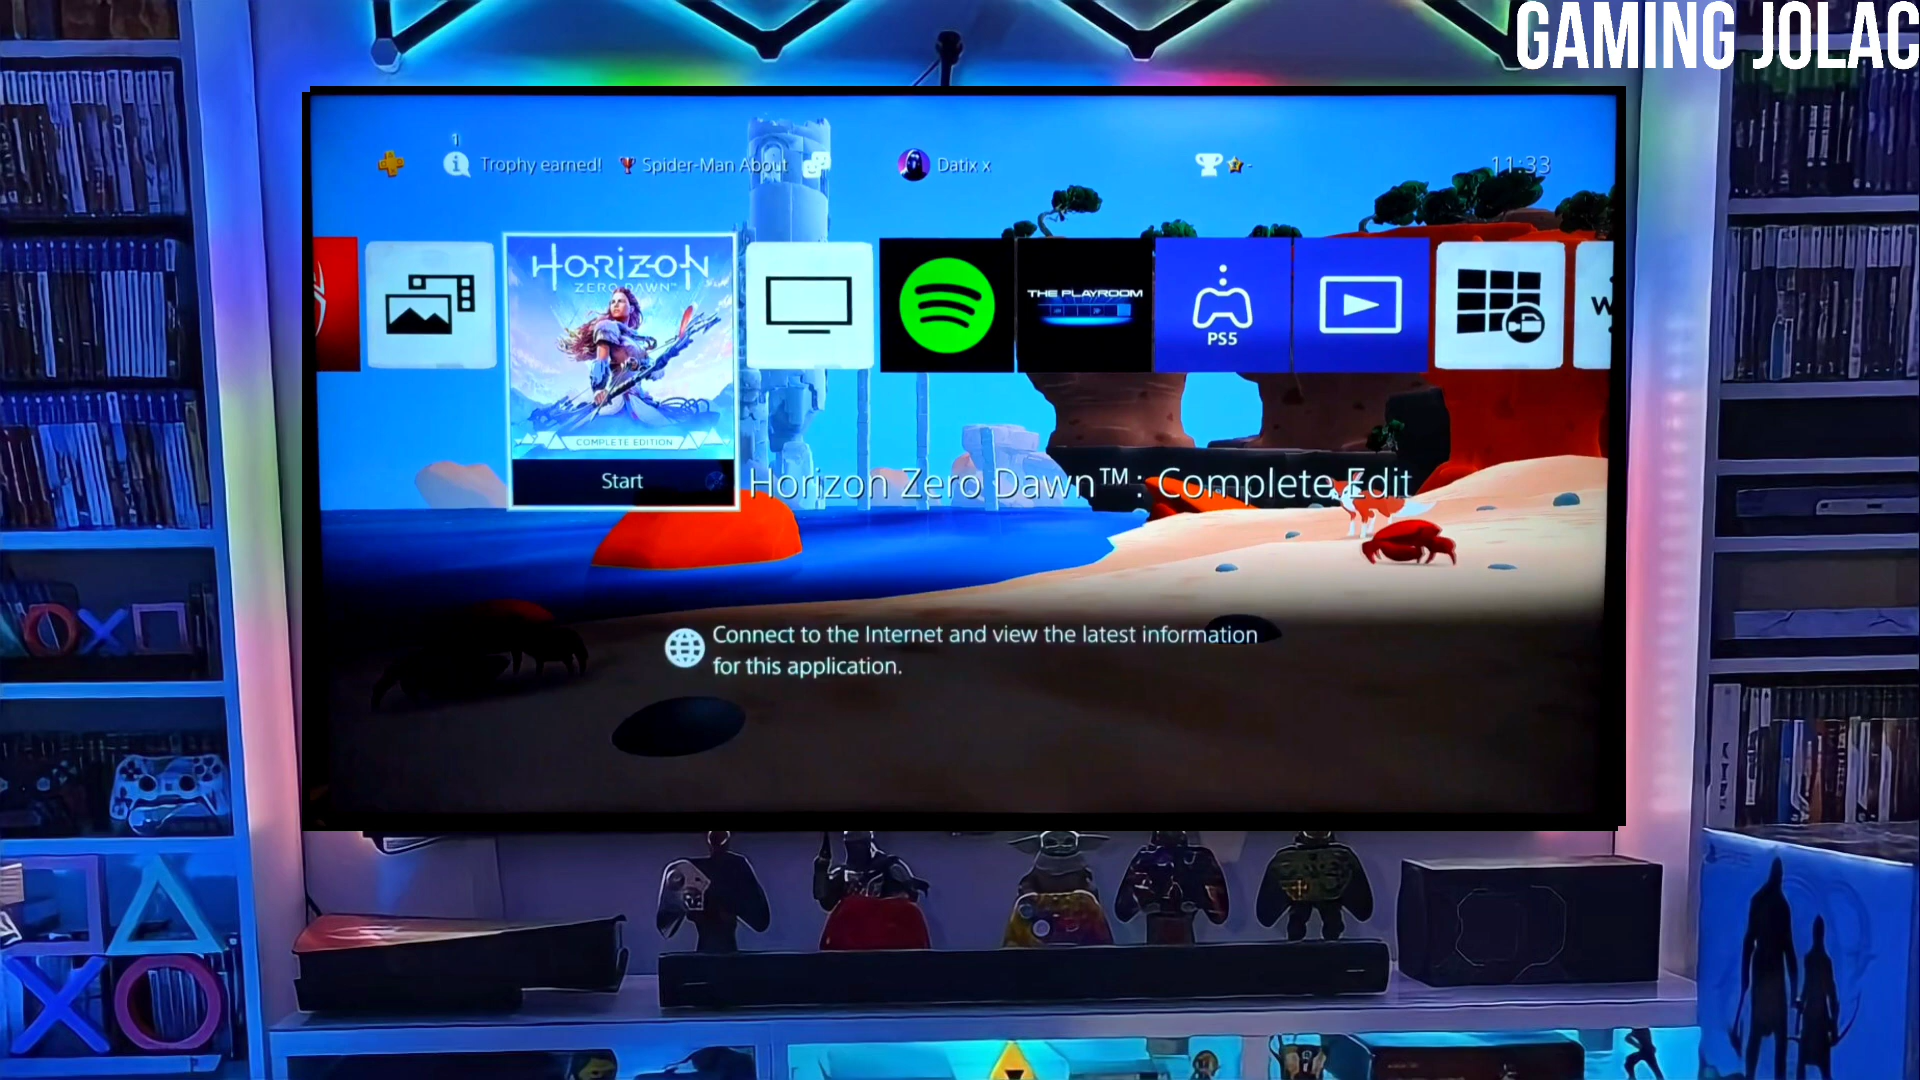 GAMING JOLAC
1
Trophy earned! Spider-Man About
Datix x
-
11:33
HORIZON
ZERO DAWN™
COMPLETE EDITION
Start
THE PLAYROOM
PS5
W
Horizon Zero Dawn™: Complete Edit
Connect to the Internet and view the latest information
for this application.